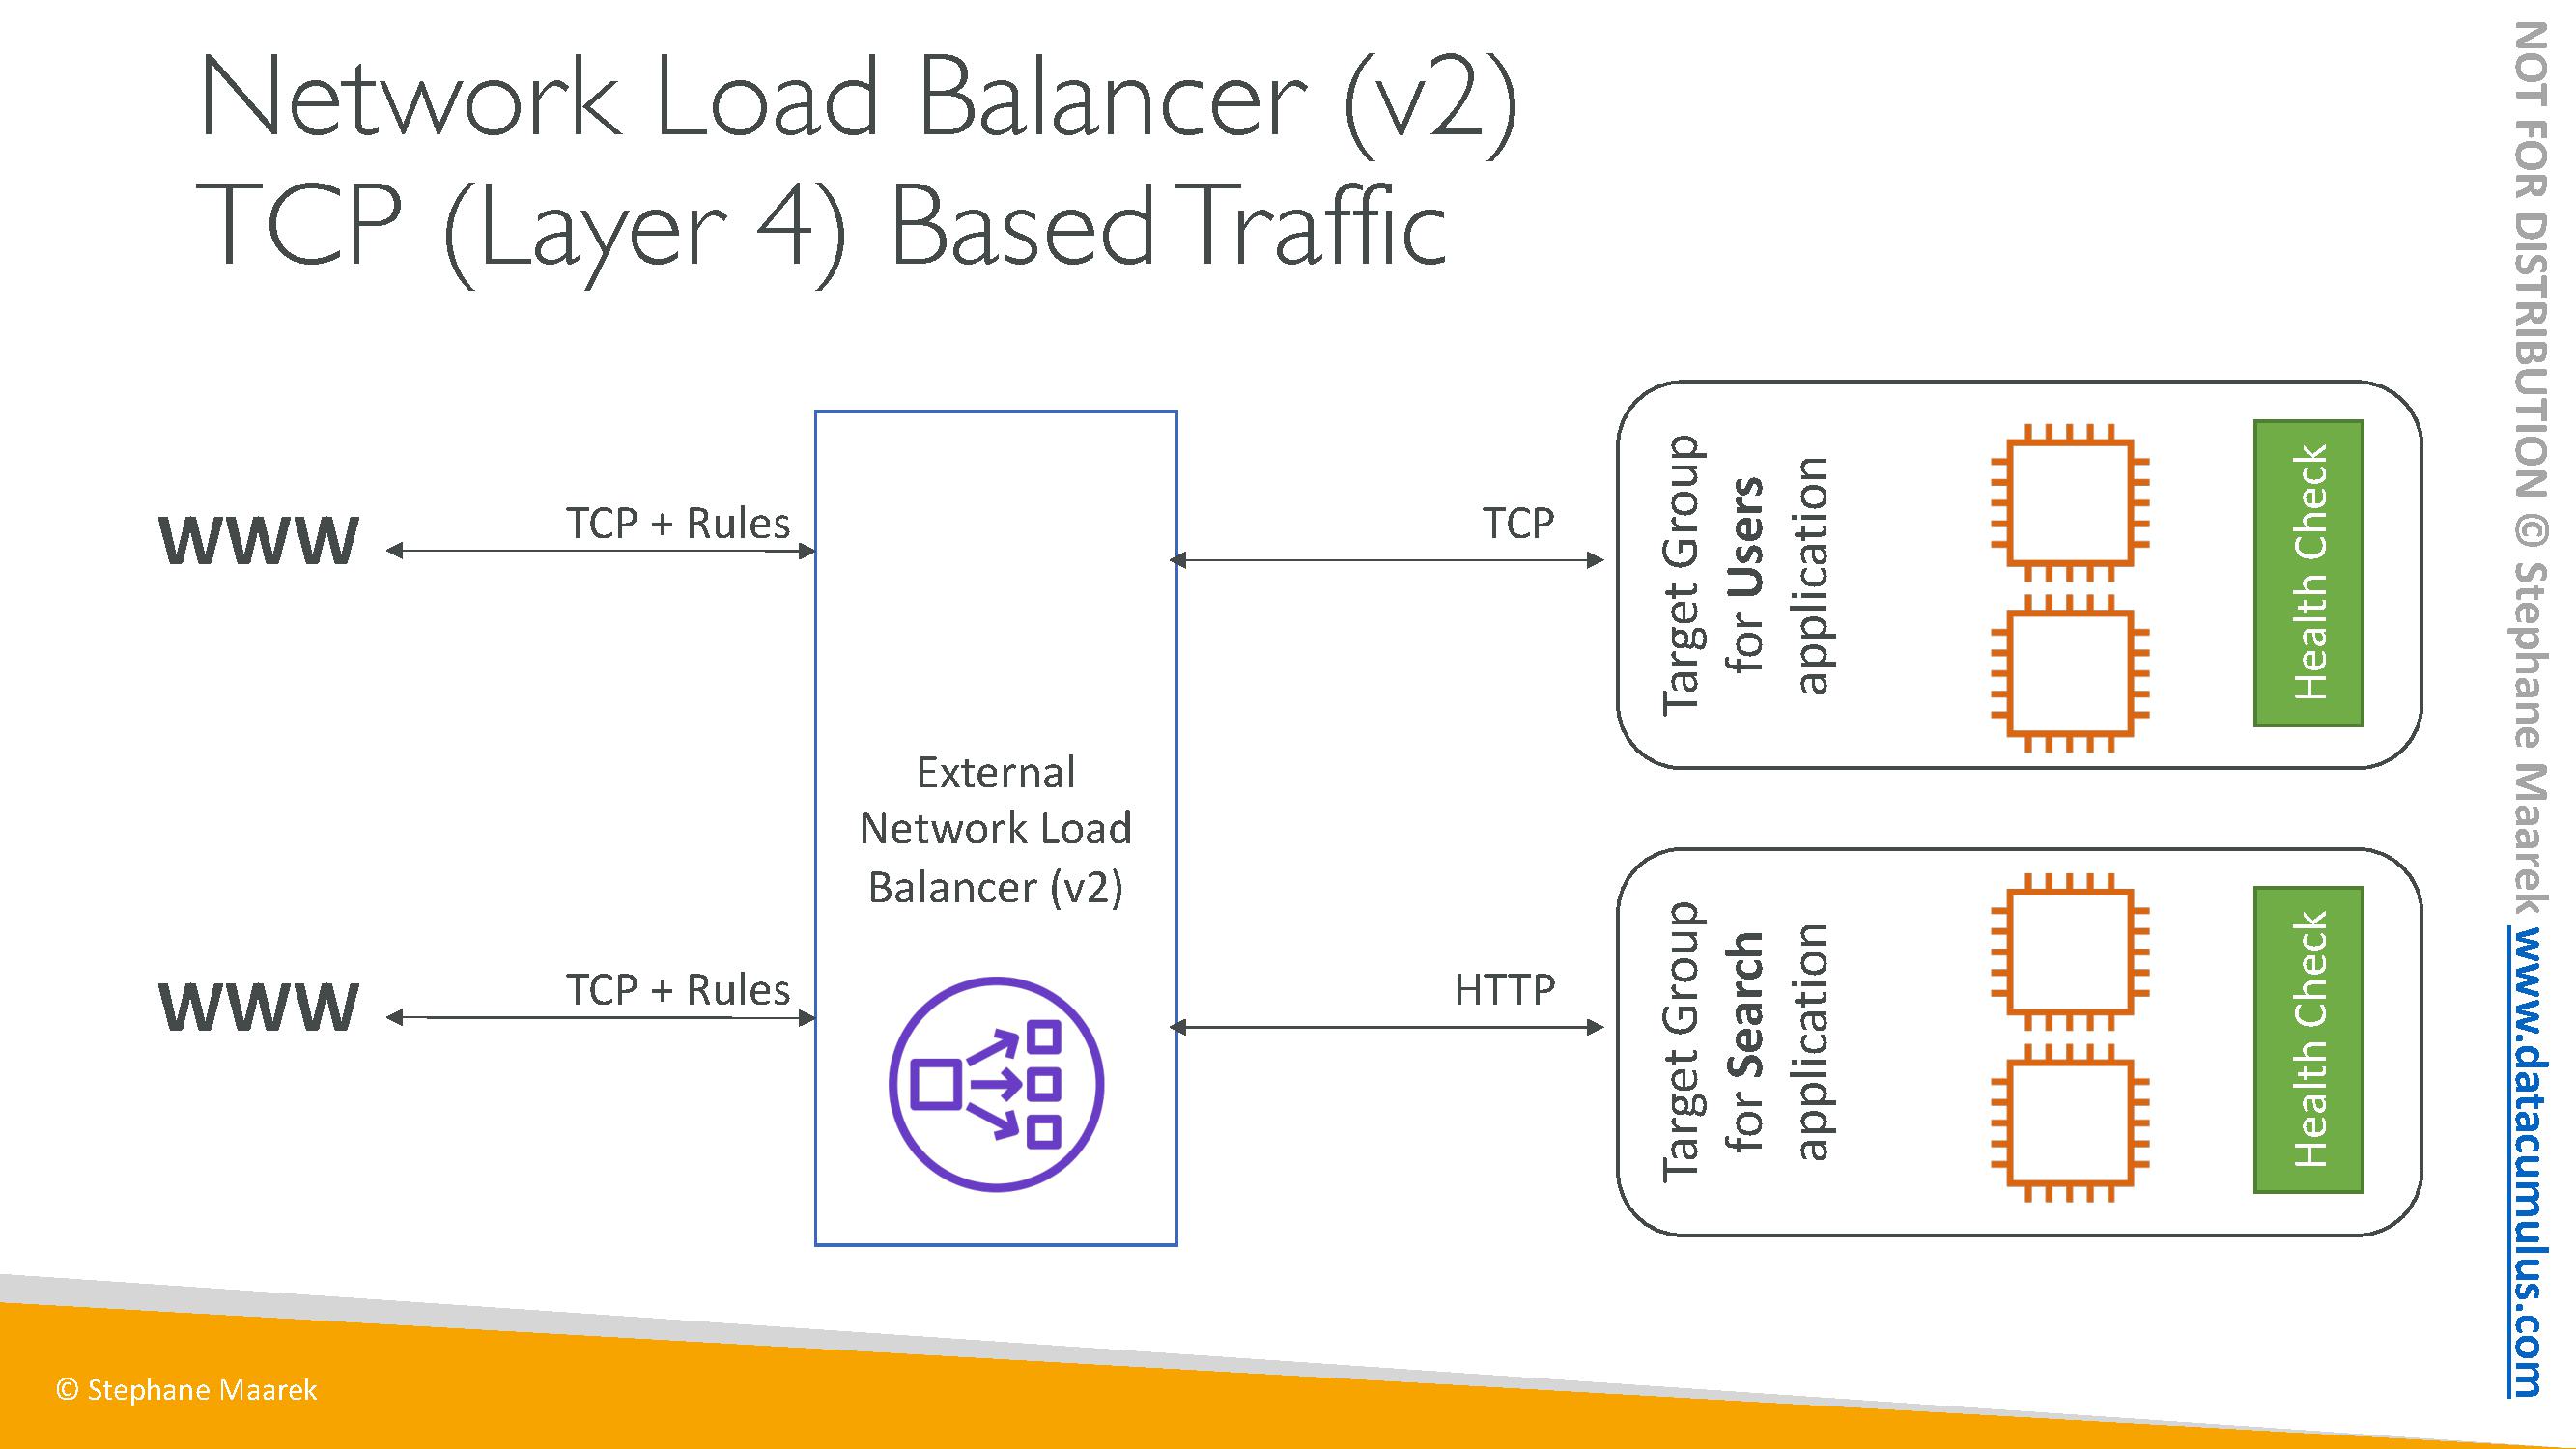 Network Load Balancer (v2)
TCP (Layer 4) Based Traffic
WWW
TCP + Rules
TCP
Target Group
for Users
application
Health Check
External
Network Load
Balancer (v2)
WWW
TCP + Rules
HTTP
Target Group
for Search
application
Health Check
© Stephane Maarek
NOT FOR DISTRIBUTION © Stephane Maarek www.datacumulus.com